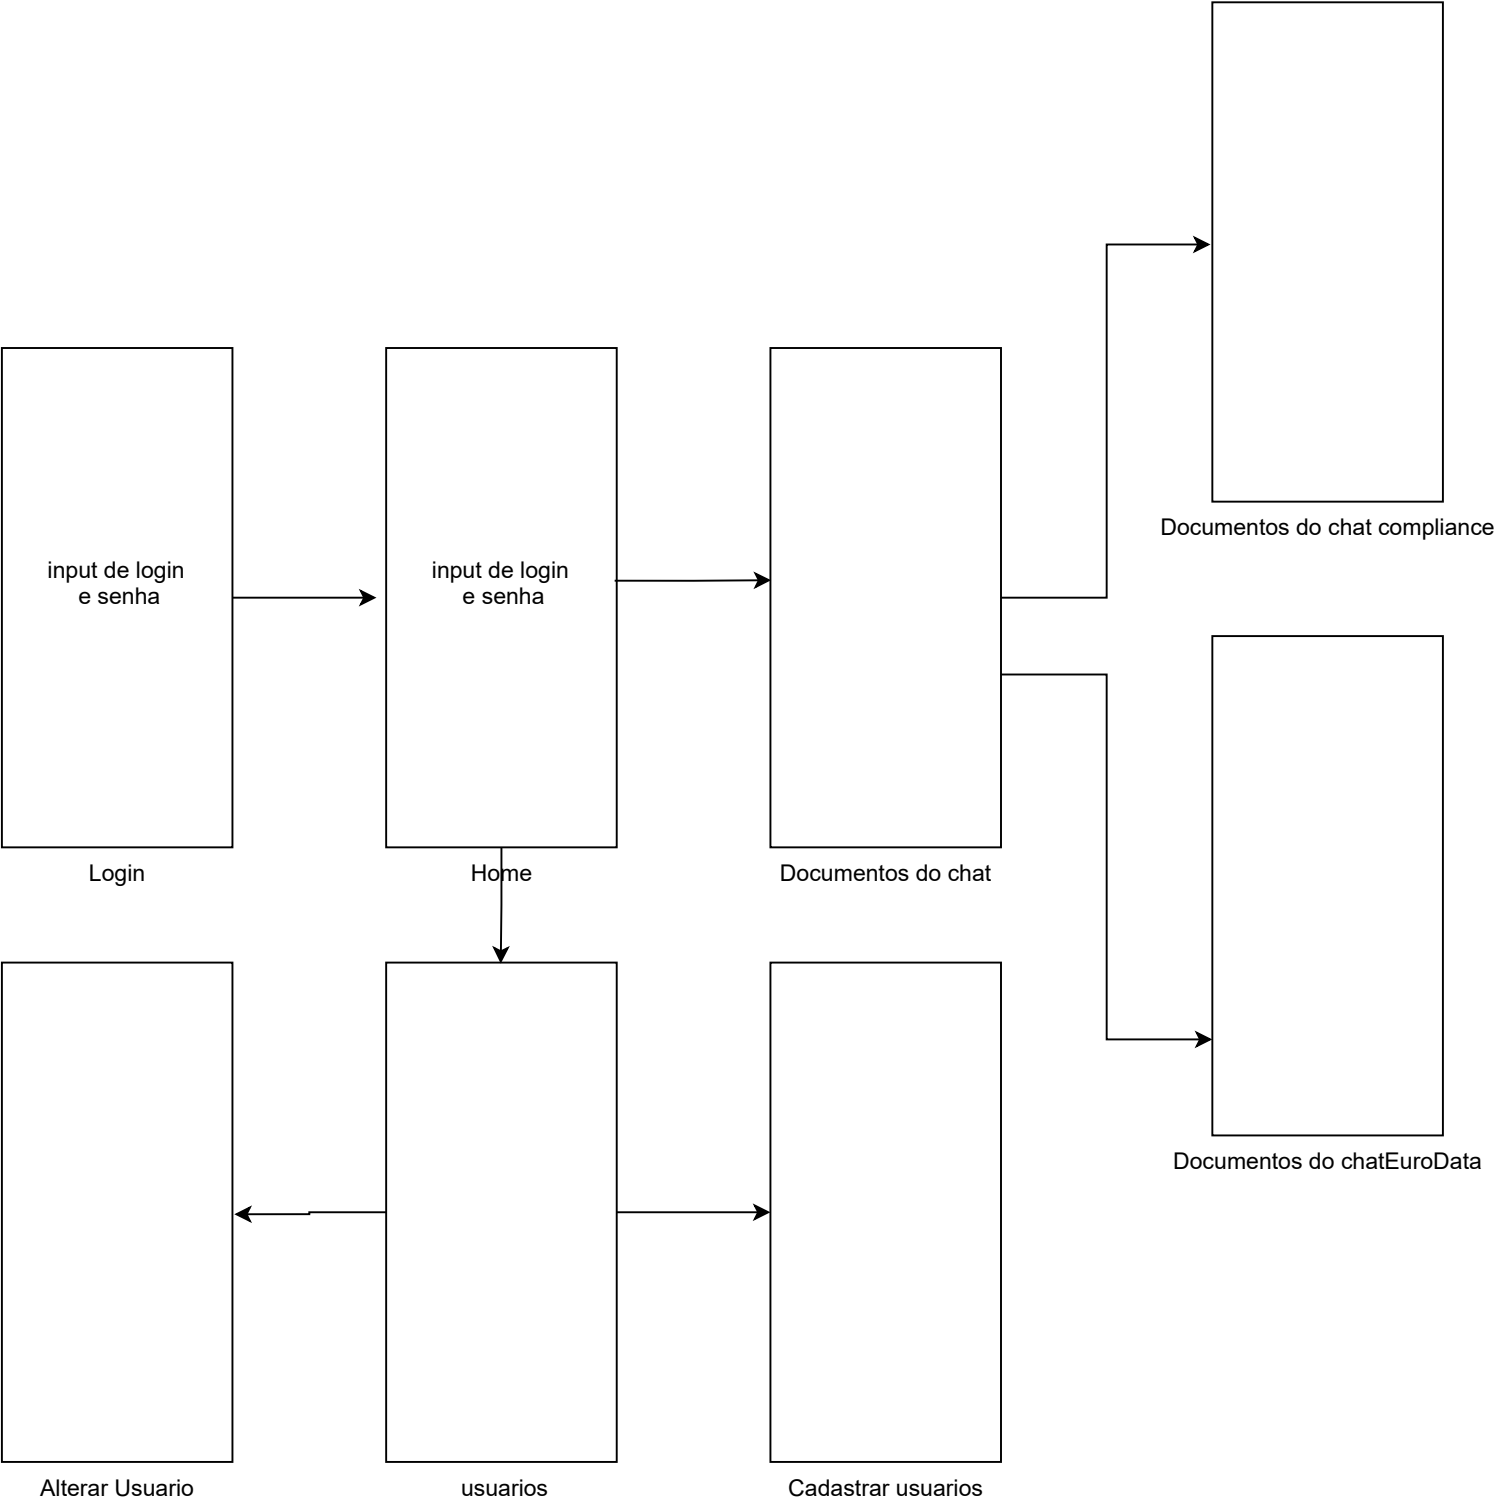 Documentos do chat compliance
input de login
e senha
input de login
e senha
Login
Home
Documentos do chat
Documentos do chatEuroData
Alterar Usuario
usuarios
Cadastrar usuarios